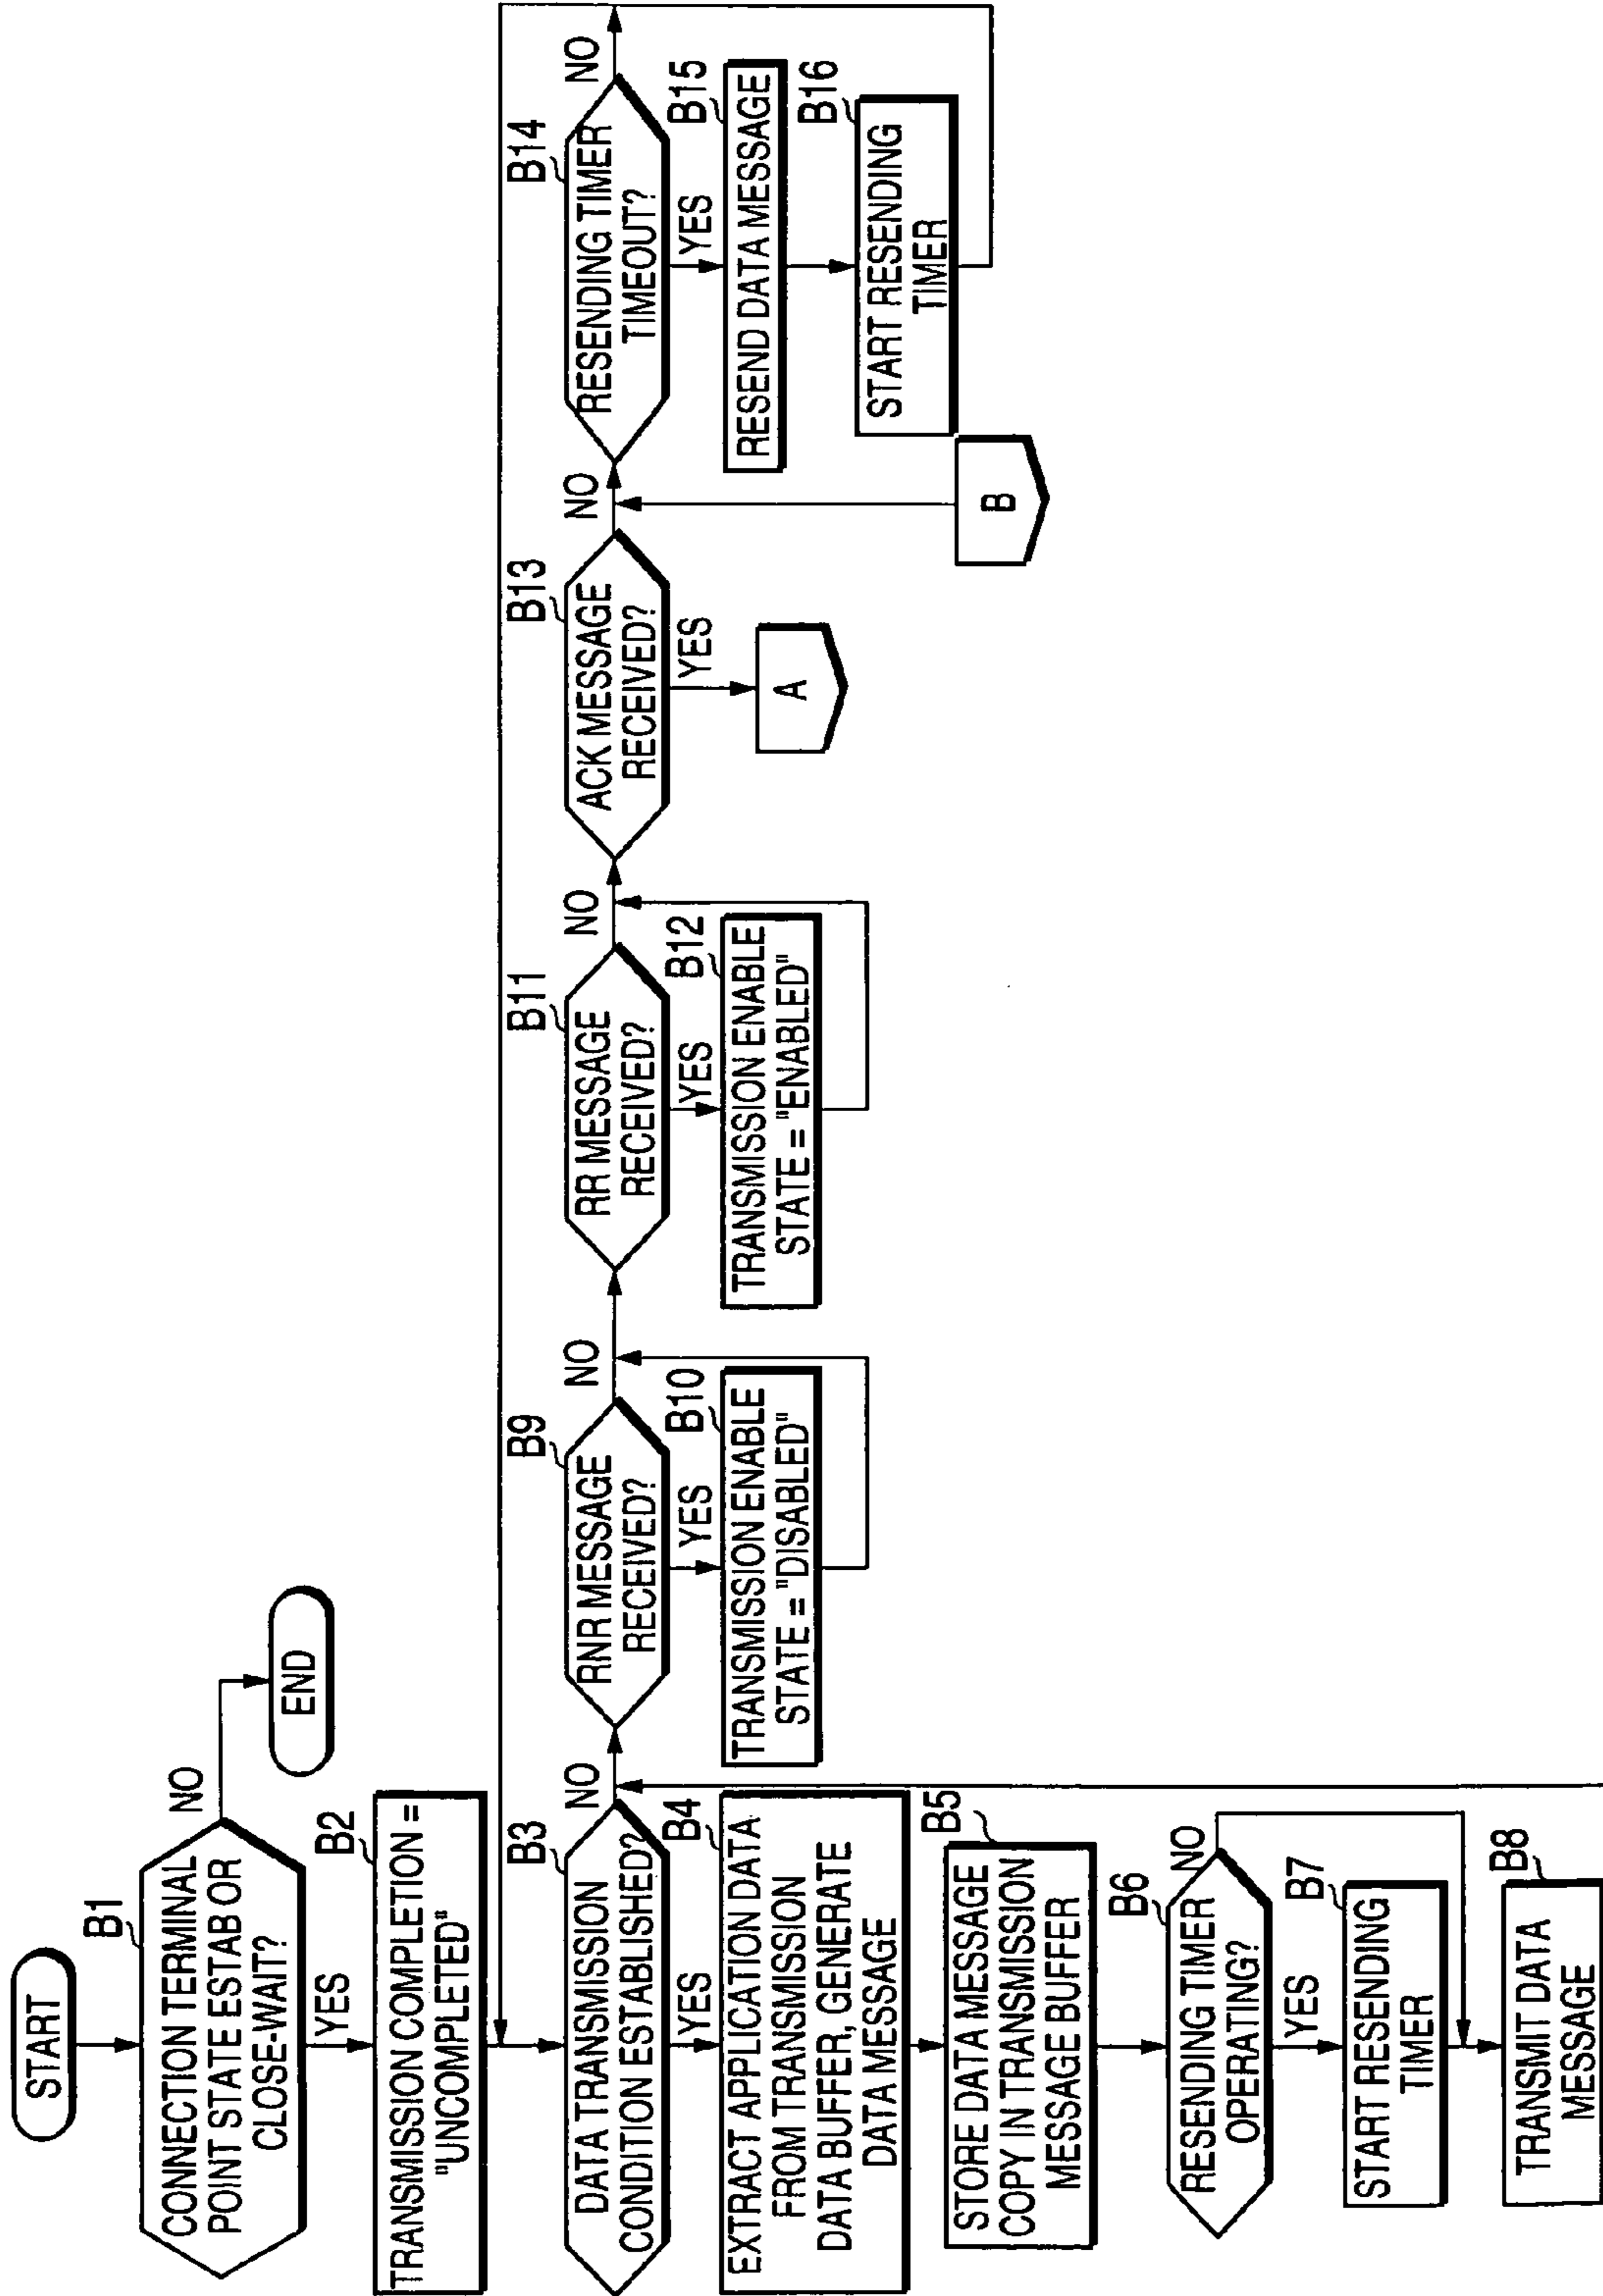 START
B1
CONNECTION TERMINAL
POINT STATE ESTAB OR
CLOSE-WAIT?
NO
END
YES
B2
TRANSMISSION COMPLETION =
"UNCOMPLETED"
B3
DATA TRANSMISSION
CONDITION ESTABLISHED?
NO
YES
B4
EXTRACT APPLICATION DATA
FROM TRANSMISSION
DATA BUFFER, GENERATE
DATA MESSAGE
B5
STORE DATA MESSAGE
COPY IN TRANSMISSION
MESSAGE BUFFER
B6
RESENDING TIMER
OPERATING?
NO
YES
B7
START RESENDING
TIMER
B8
TRANSMIT DATA
MESSAGE
B9
RNR MESSAGE
RECEIVED?
NO
YES
B10
TRANSMISSION ENABLE
STATE = "DISABLED"
B11
RR MESSAGE
RECEIVED?
NO
YES
B12
TRANSMISSION ENABLE
STATE = "ENABLED"
B13
ACK MESSAGE
RECEIVED?
NO
YES
A
B14
RESENDING TIMER
TIMEOUT?
NO
YES
B15
RESEND DATA MESSAGE
B16
START RESENDING
TIMER
B